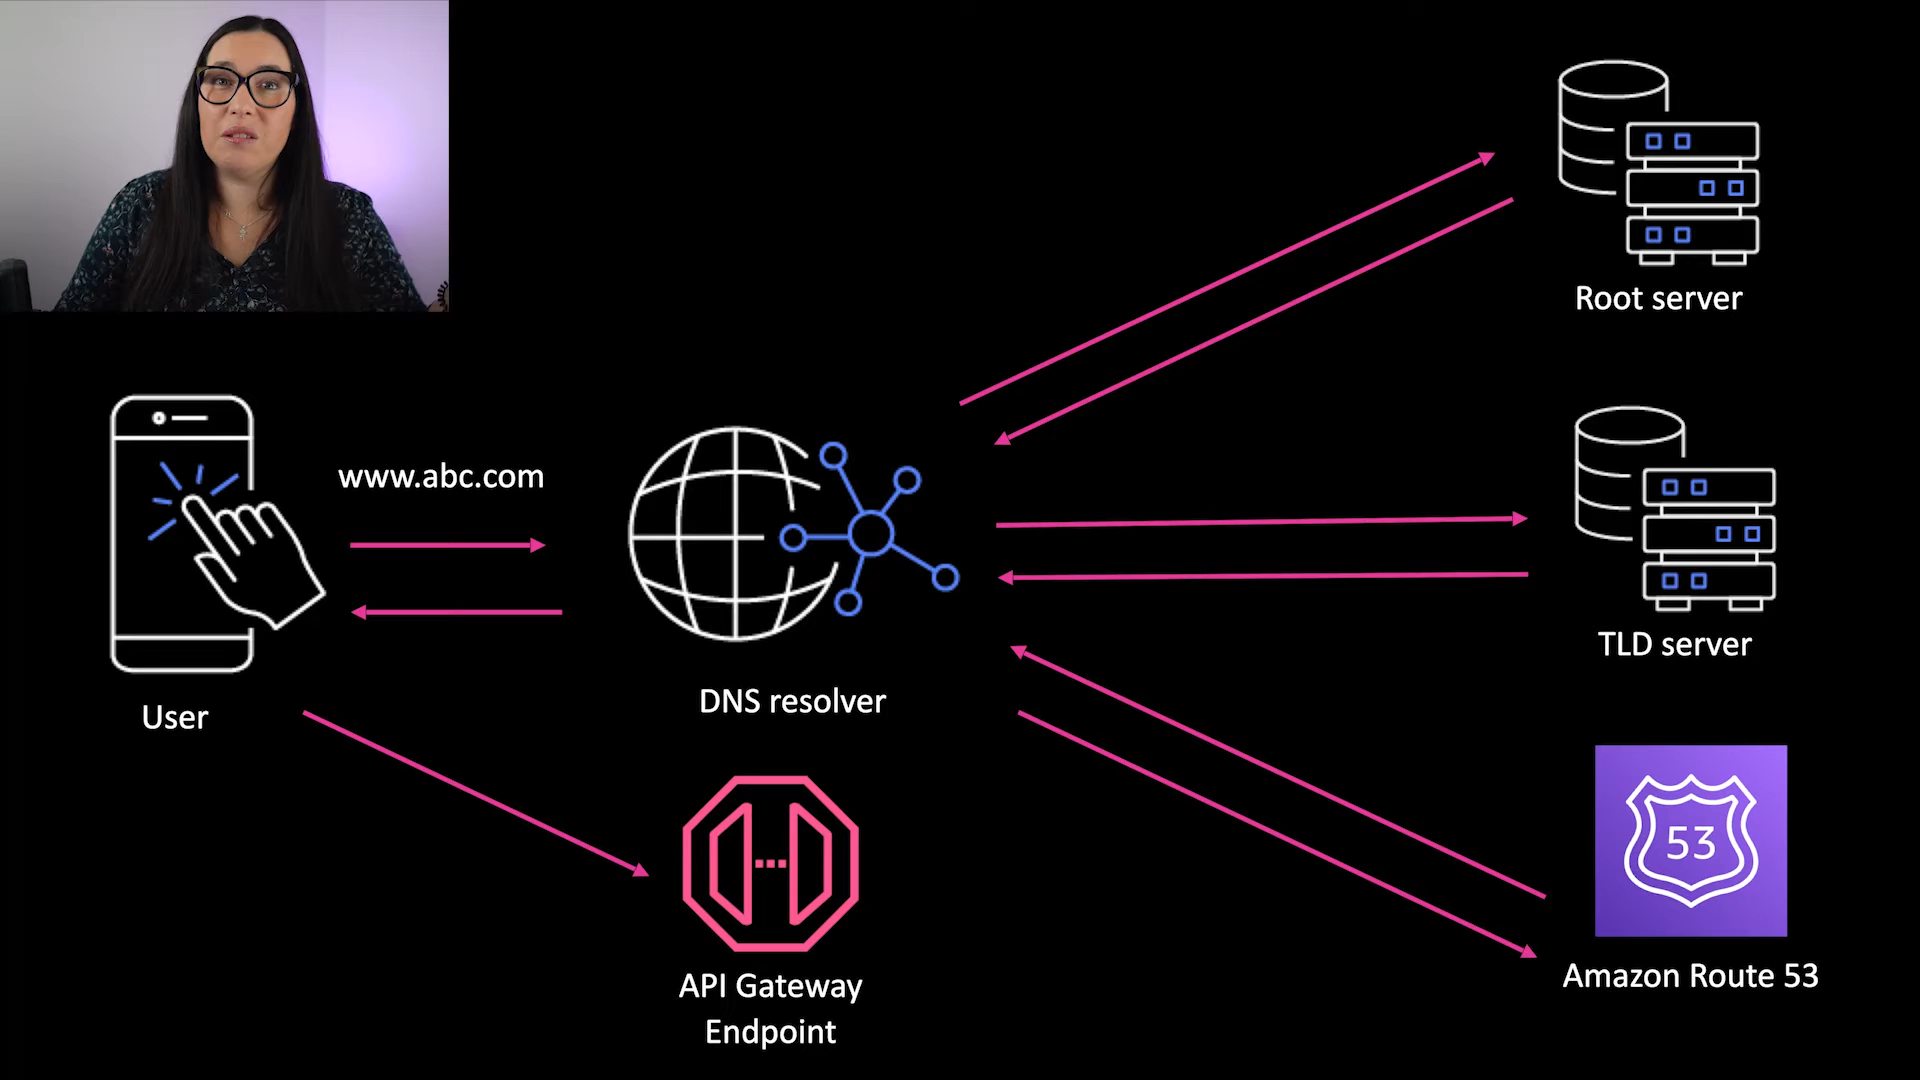 Root server
www.abc.com
TLD server
DNS resolver
User
53
Amazon Route 53
API Gateway
Endpoint